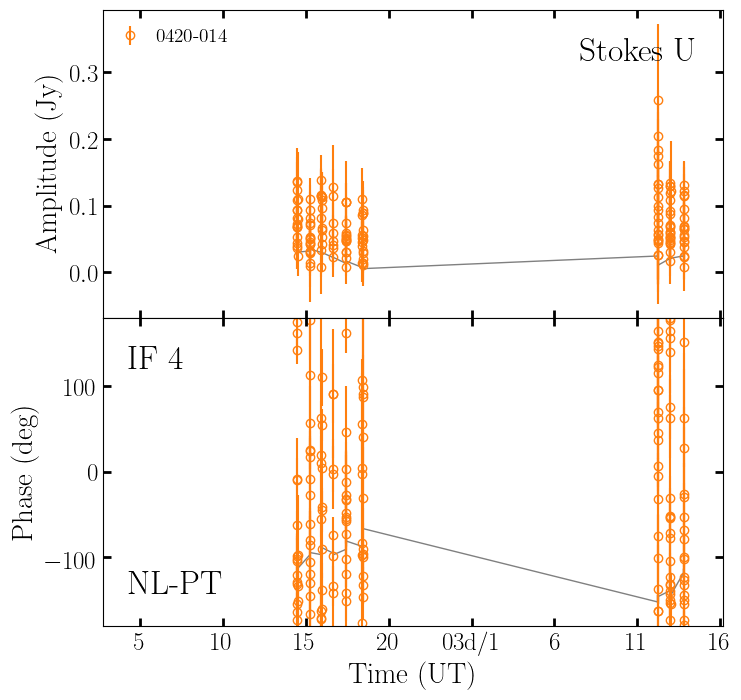 0420-014
Stokes U
0.3
0.2
0.1
0.0
Amplitude (Jy)
IF 4
100
0
−100
Phase (deg)
NL-PT
5 10 15 20 03d/1 6 11 16
Time (UT)